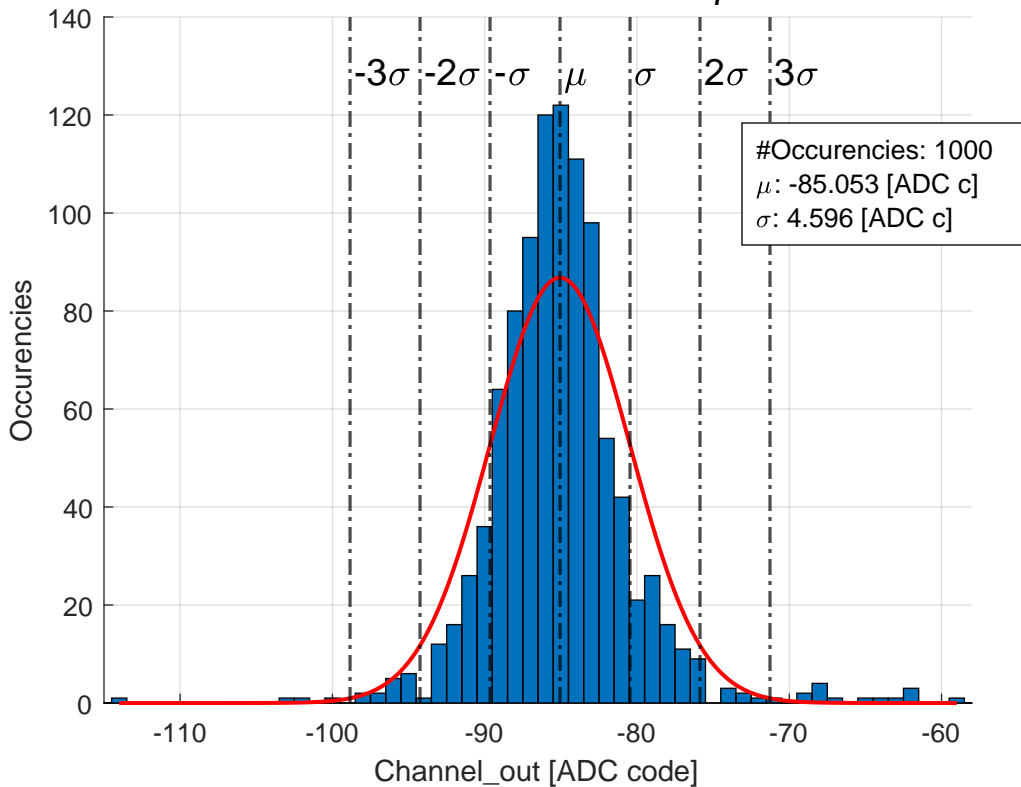 140
120
100
80
60
40
20
0
-3σ
-2σ
-σ
μ
σ
2σ
3σ
#Occurencies: 1000
μ: -85.053 [ADC c]
σ: 4.596 [ADC c]
Occurencies
-110
-100
-90
-80
-70
-60
Channel_out [ADC code]